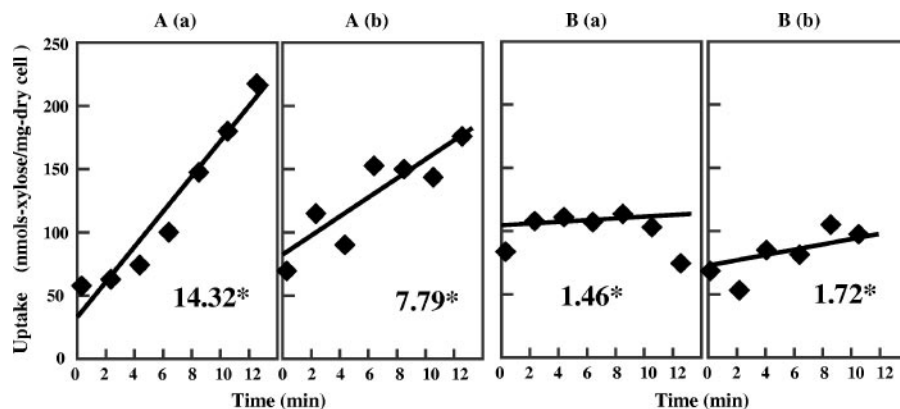 A (a) A (b) B (a) B (b)
Uptake (nmols-xylose/mg-dry cell )
250
200
150
100
50
0
14.32* 7.79* 1.46* 1.72*
0 2 4 6 8 10 12 0 2 4 6 8 10 12 0 2 4 6 8 10 12 0 2 4 6 8 10 12
Time (min) Time (min)